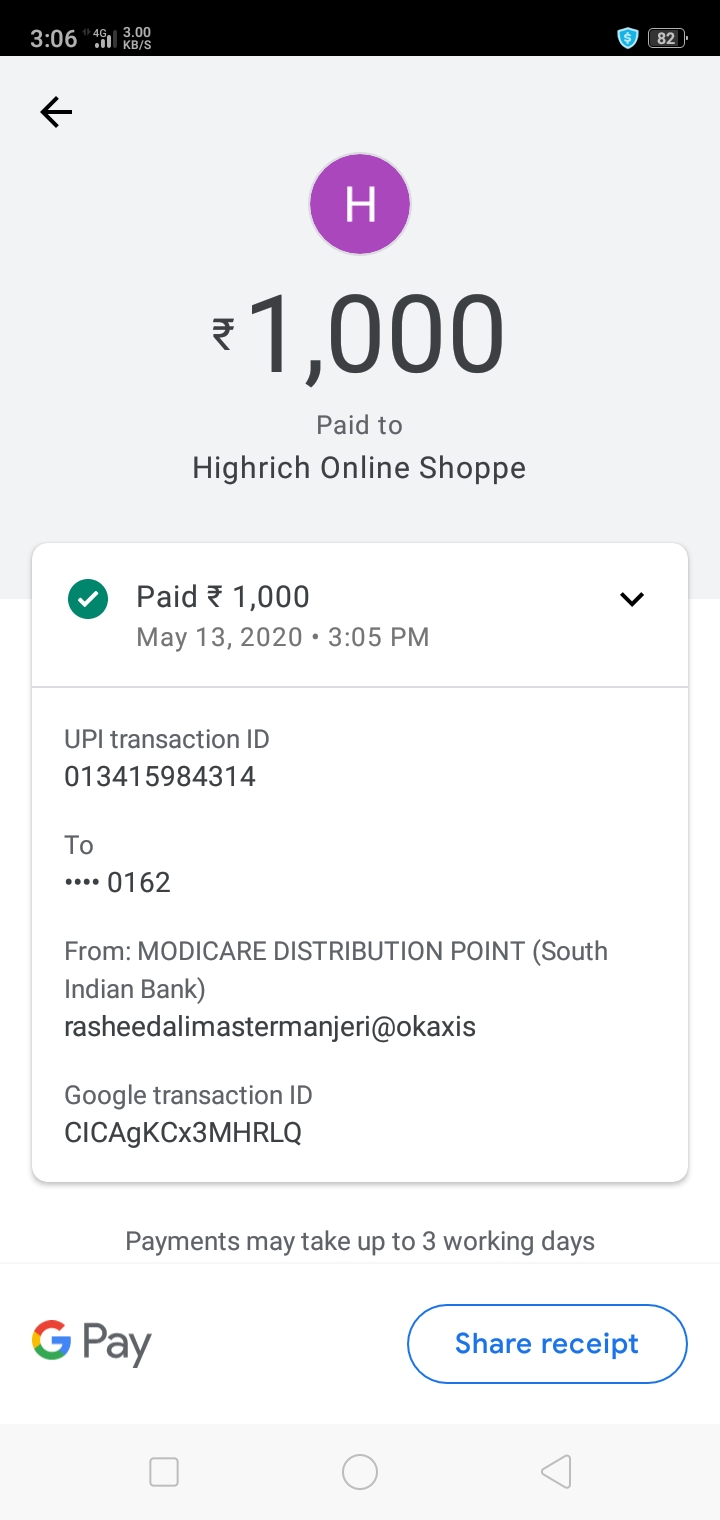 3:06 4G 3.00 KB/S 82
H
₹1,000
Paid to
Highrich Online Shoppe
Paid ₹ 1,000
May 13, 2020 • 3:05 PM
UPI transaction ID
013415984314
To
•••• 0162
From: MODICARE DISTRIBUTION POINT (South
Indian Bank)
rasheedalimastermanjeri@okaxis
Google transaction ID
CICAgKCx3MHRLQ
Payments may take up to 3 working days
G Pay
Share receipt